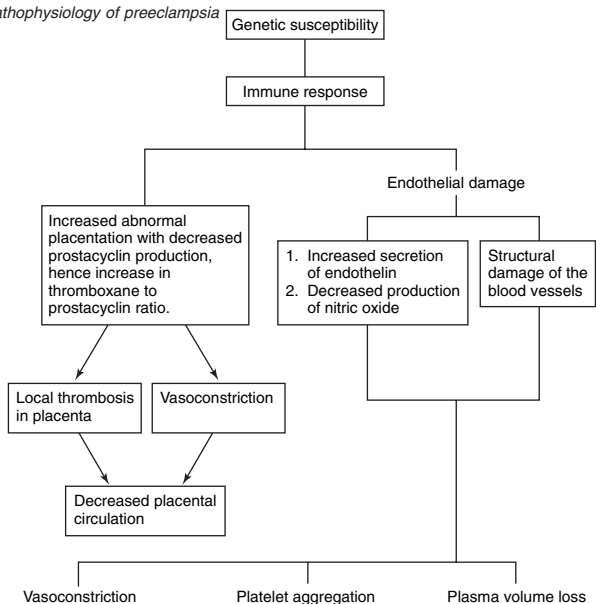 athophysiology of preeclampsia
Genetic susceptibility
Immune response
Endothelial damage
Increased abnormal
placentation with decreased
prostacyclin production,
hence increase in
thromboxane to
prostacyclin ratio.
1. Increased secretion
of endothelin
2. Decreased production
of nitric oxide
Structural
damage of the
blood vessels
Local thrombosis
in placenta
Vasoconstriction
Decreased placental
circulation
Vasoconstriction
Platelet aggregation
Plasma volume loss